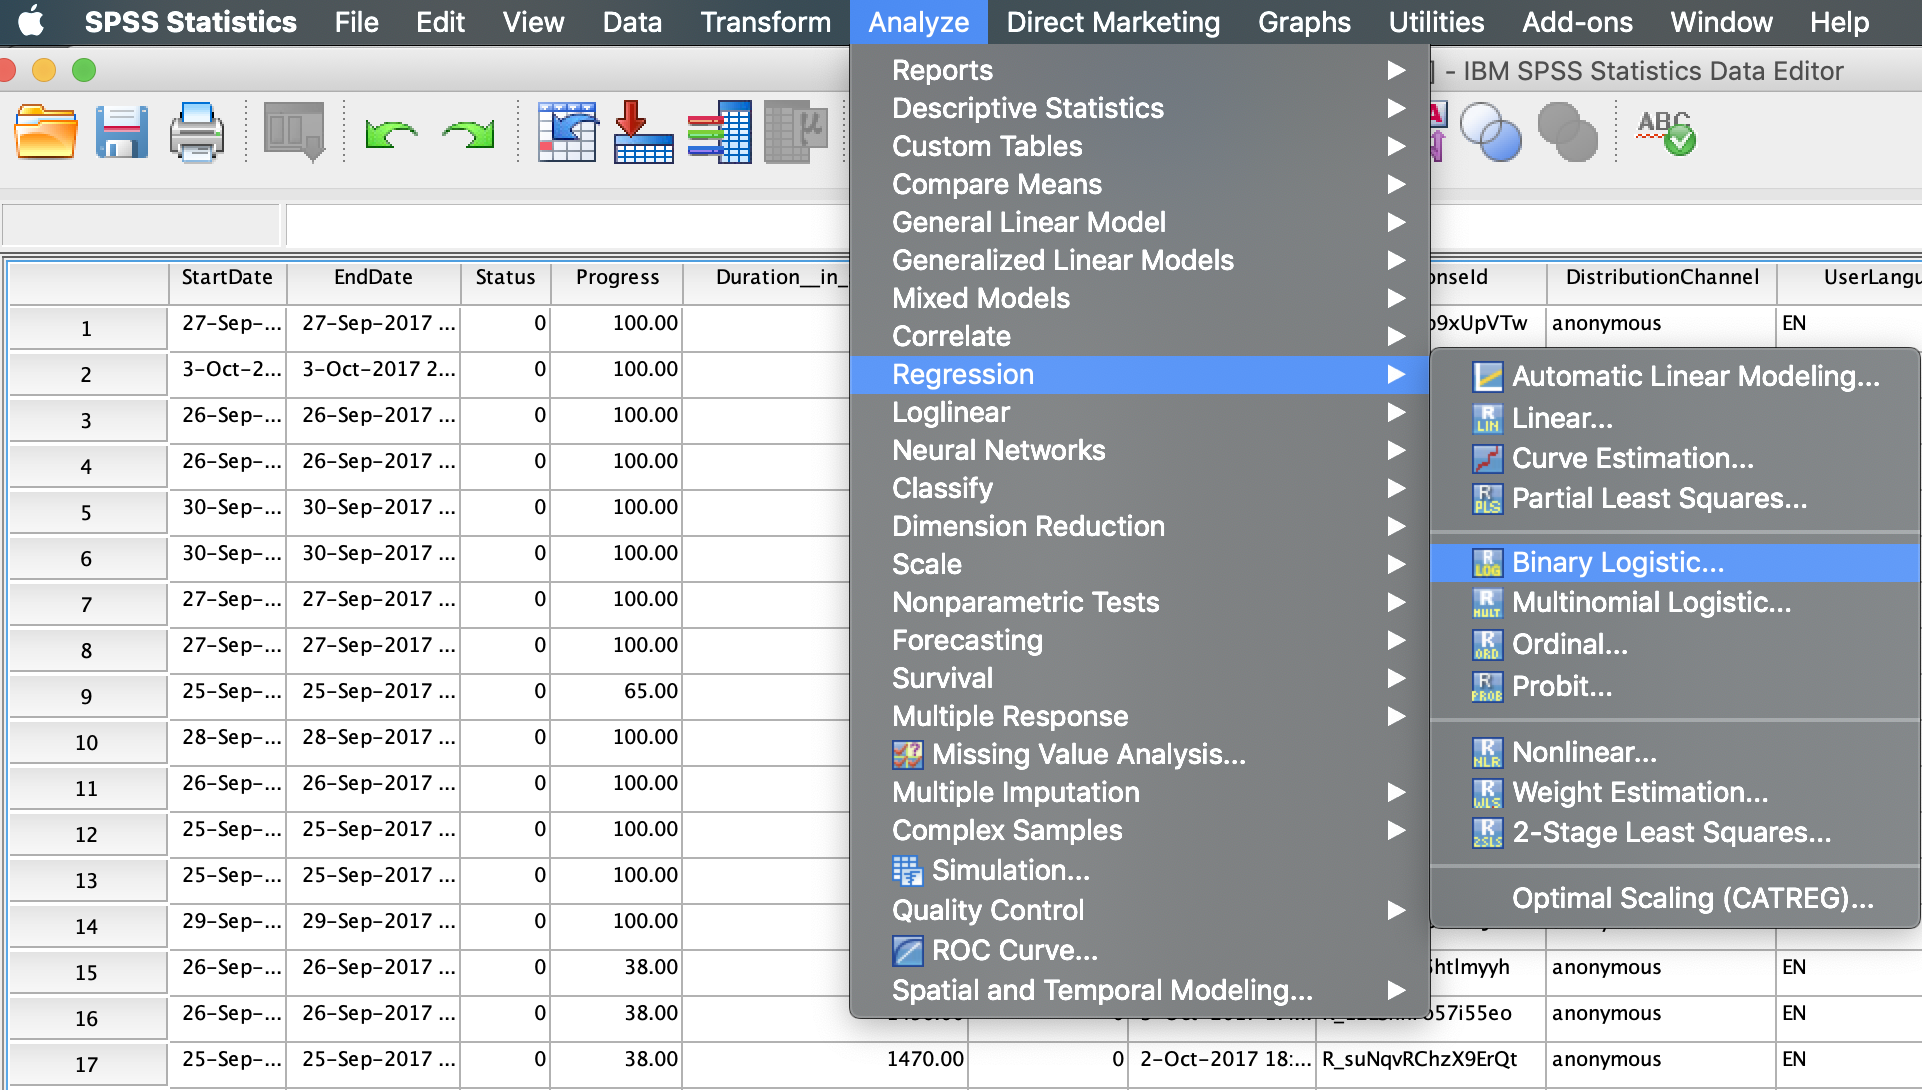 SPSS Statistics File Edit View Data Transform Analyze Direct Marketing Graphs Utilities Add-ons Window Help
- IBM SPSS Statistics Data Editor
ABC
StartDate EndDate Status Progress Duration__in_ DistributionChannel UserLangu
1 27-Sep-... 27-Sep-2017 ... 0 100.00 anonymous EN
2 3-Oct-2... 3-Oct-2017 2... 0 100.00
3 26-Sep-... 26-Sep-2017 ... 0 100.00
4 26-Sep-... 26-Sep-2017 ... 0 100.00
5 30-Sep-... 30-Sep-2017 ... 0 100.00
6 30-Sep-... 30-Sep-2017 ... 0 100.00
7 27-Sep-... 27-Sep-2017 ... 0 100.00
8 27-Sep-... 27-Sep-2017 ... 0 100.00
9 25-Sep-... 25-Sep-2017 ... 0 65.00
10 28-Sep-... 28-Sep-2017 ... 0 100.00
11 26-Sep-... 26-Sep-2017 ... 0 100.00
12 25-Sep-... 25-Sep-2017 ... 0 100.00
13 25-Sep-... 25-Sep-2017 ... 0 100.00
14 29-Sep-... 29-Sep-2017 ... 0 100.00
15 26-Sep-... 26-Sep-2017 ... 0 38.00 anonymous EN
16 26-Sep-... 26-Sep-2017 ... 0 38.00 anonymous EN
17 25-Sep-... 25-Sep-2017 ... 0 38.00 1470.00 0 2-Oct-2017 18:... R_suNqvRChzX9ErQt anonymous EN
Reports
Descriptive Statistics
Custom Tables
Compare Means
General Linear Model
Generalized Linear Models
Mixed Models
Correlate
Regression
Loglinear
Neural Networks
Classify
Dimension Reduction
Scale
Nonparametric Tests
Forecasting
Survival
Multiple Response
Missing Value Analysis...
Multiple Imputation
Complex Samples
Simulation...
Quality Control
ROC Curve...
Spatial and Temporal Modeling...
Automatic Linear Modeling...
R LIN Linear...
Curve Estimation...
R PLS Partial Least Squares...
R LOG Binary Logistic...
R MULT Multinomial Logistic...
R ORD Ordinal...
R PROB Probit...
R NLR Nonlinear...
R WLS Weight Estimation...
R 2SLS 2-Stage Least Squares...
Optimal Scaling (CATREG)...